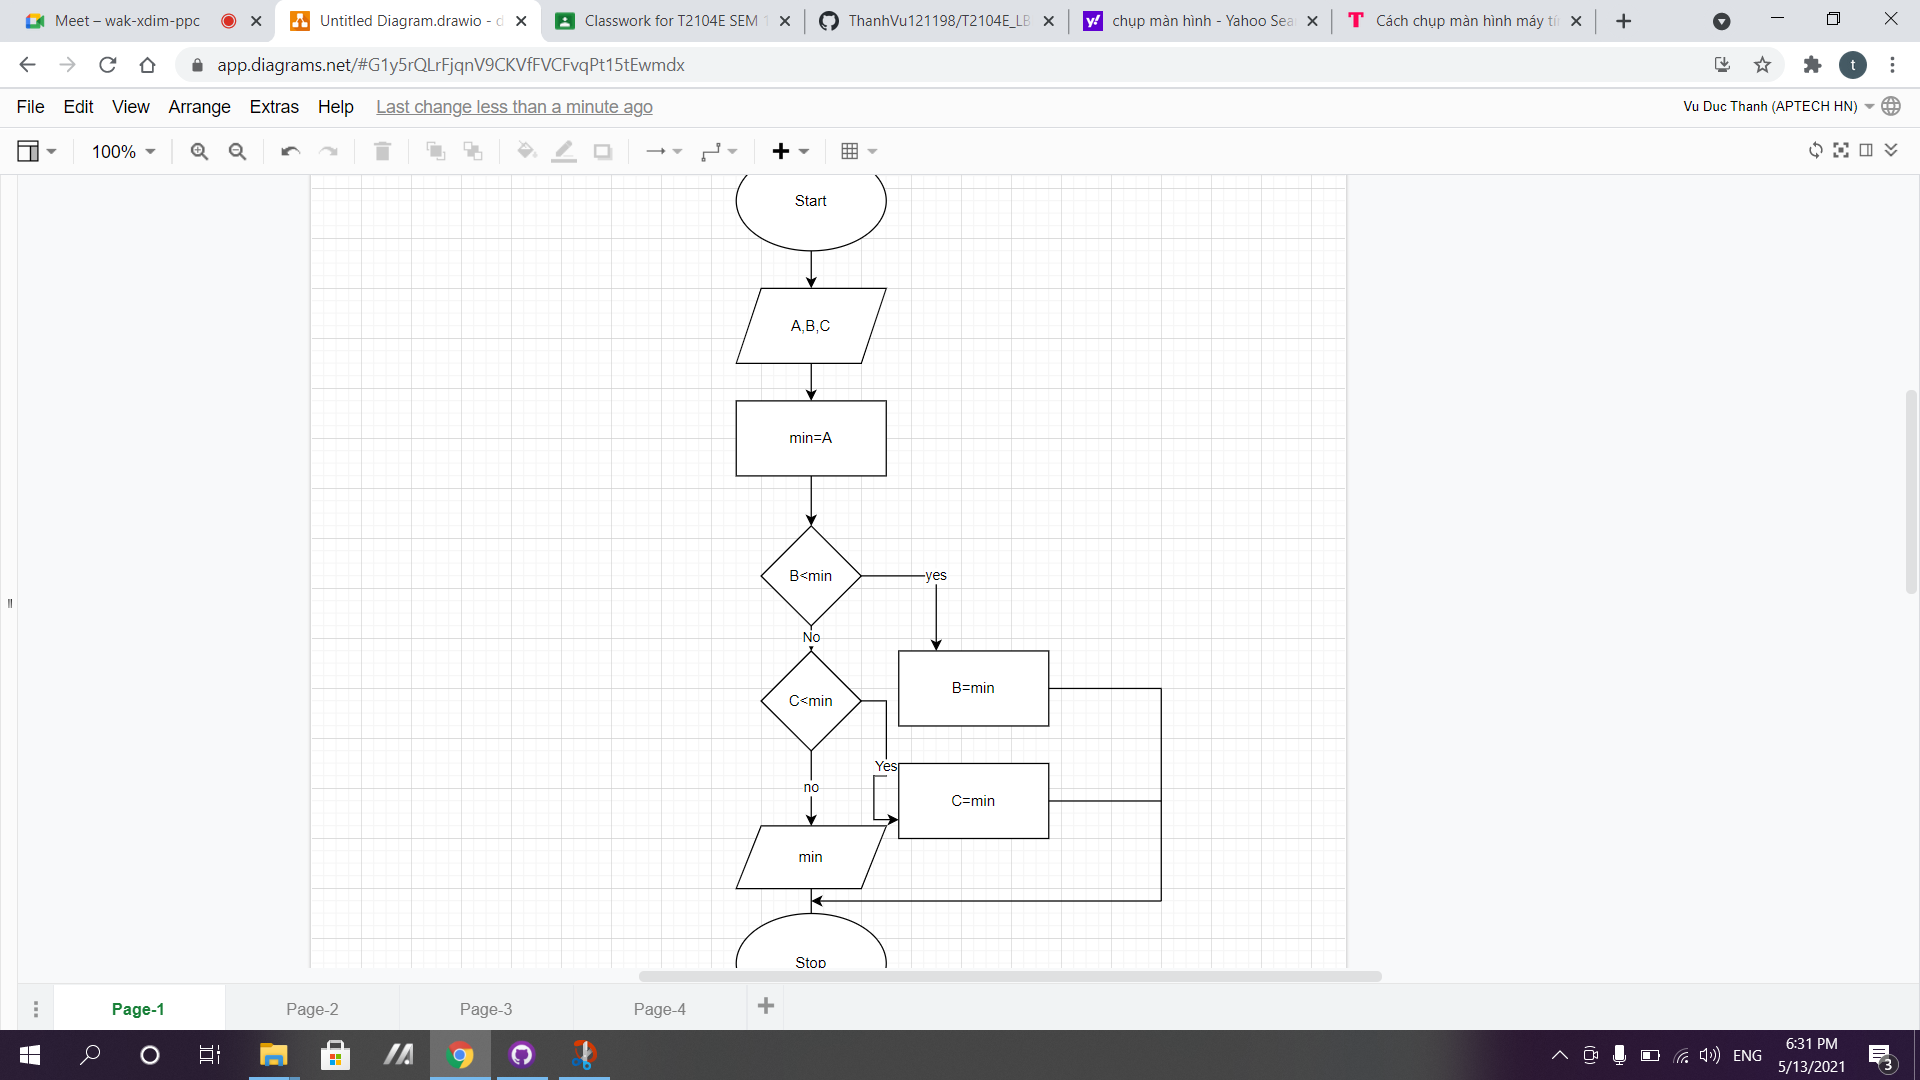 Meet – wak-xdim-ppc
Untitled Diagram.drawio - d
Classwork for T2104E SEM 1
ThanhVu121198/T2104E_LB
chụp màn hình - Yahoo Sea
Cách chụp màn hình máy tí
app.diagrams.net/#G1y5rQLrFjqnV9CKVfFVCFvqPt15tEwmdx
t
File Edit View Arrange Extras Help Last change less than a minute ago
Vu Duc Thanh (APTECH HN)
100%
Start
A,B,C
min=A
B<min
yes
No
B=min
C<min
Yes
C=min
no
min
Stop
Page-1 Page-2 Page-3 Page-4
ENG
6:31 PM
5/13/2021
3